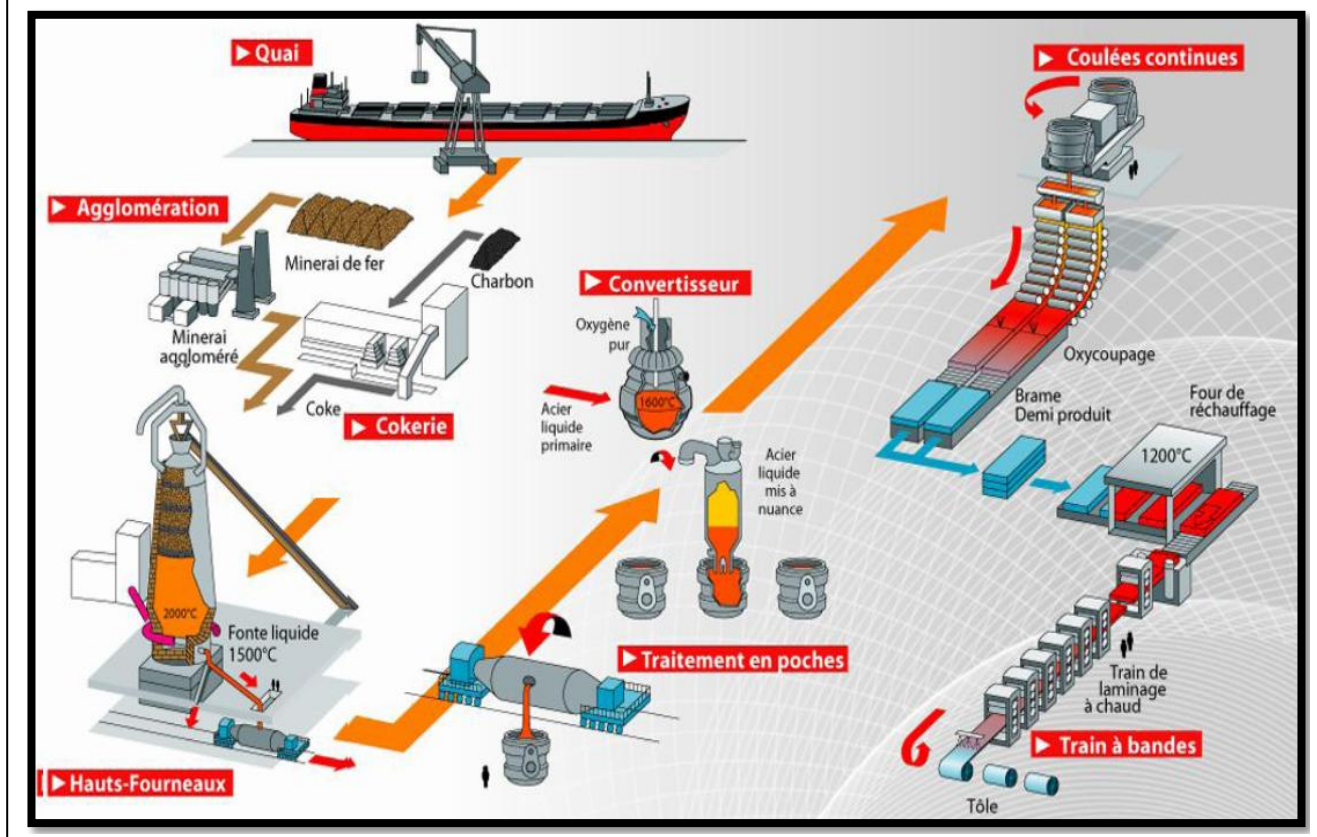 Quai
Agglomération
Minerai de fer
Charbon
Minerai
aggloméré
Coke
Cokerie
2000°C
Fonte liquide
1500°C
Hauts-Fourneaux
Convertisseur
Oxygène
pur
1600°C
Acier
liquide
primaire
Acier
liquide
mis à
nuance
Traitement en poches
Coulées continues
Oxycoupage
Brame
Demi produit
Four de
réchauffage
1200°C
Train de
laminage
à chaud
Train à bandes
Tôle